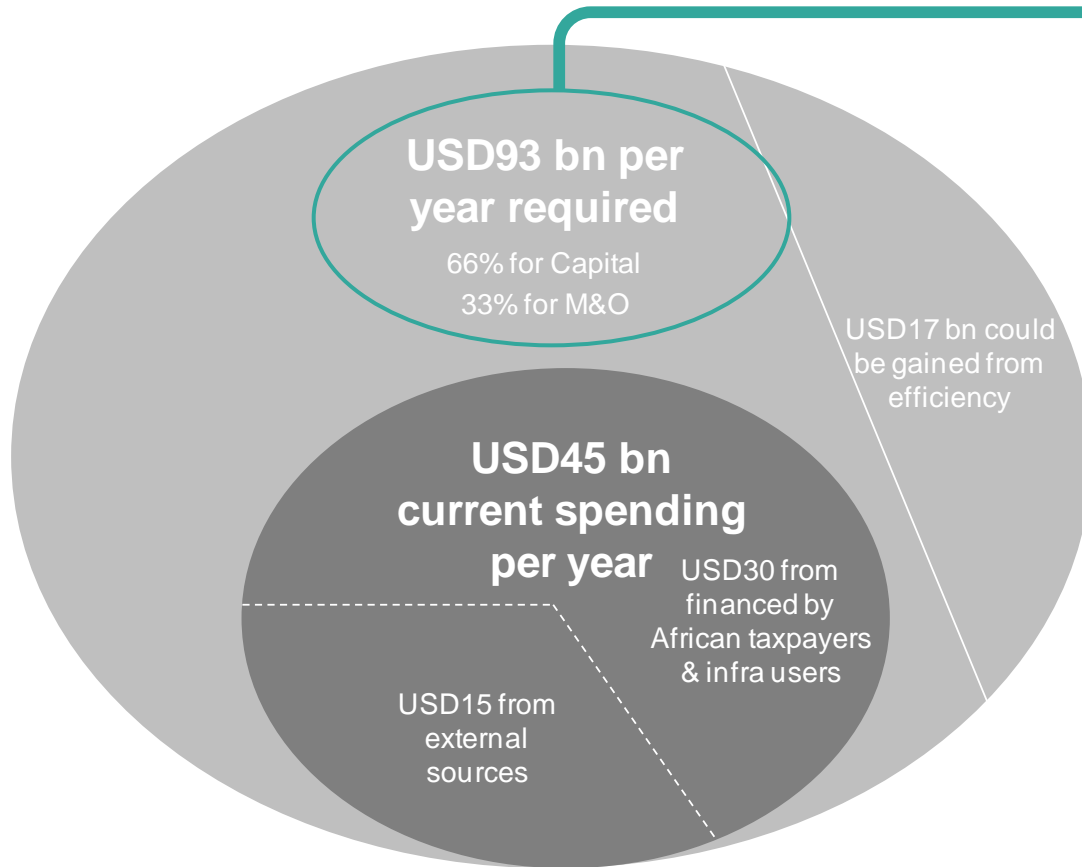 USD93 bn per
year required
66% for Capital
33% for M&O
USD17 bn could
be gained from
efficiency
USD45 bn
current spending
per year
USD30 from
financed by
African taxpayers
& infra users
USD15 from
external
sources